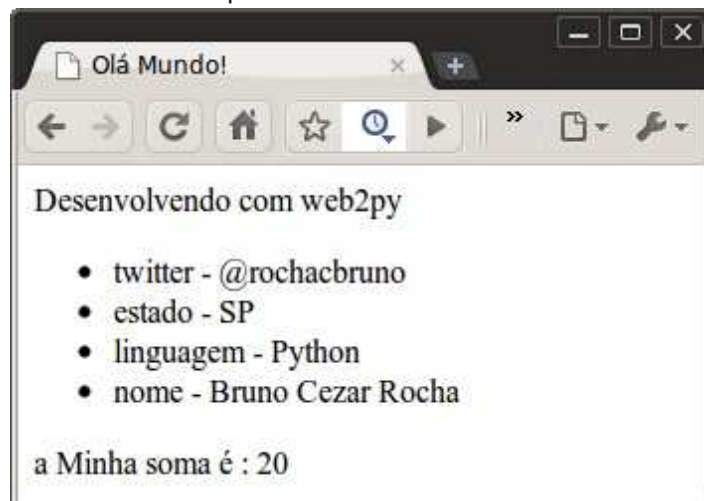 Olá Mundo!
Desenvolvendo com web2py
• twitter - @rochacbruno
• estado - SP
• linguagem - Python
• nome - Bruno Cezar Rocha
a Minha soma é : 20